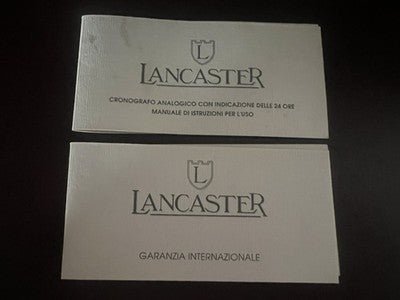 L
LANCASTER
CRONOGRAFO ANALOGICO CON INDICAZIONE DELLE 24 ORE
MANUALE DI ISTRUZIONI PER L'USO
L
LANCASTER
GARANZIA INTERNAZIONALE